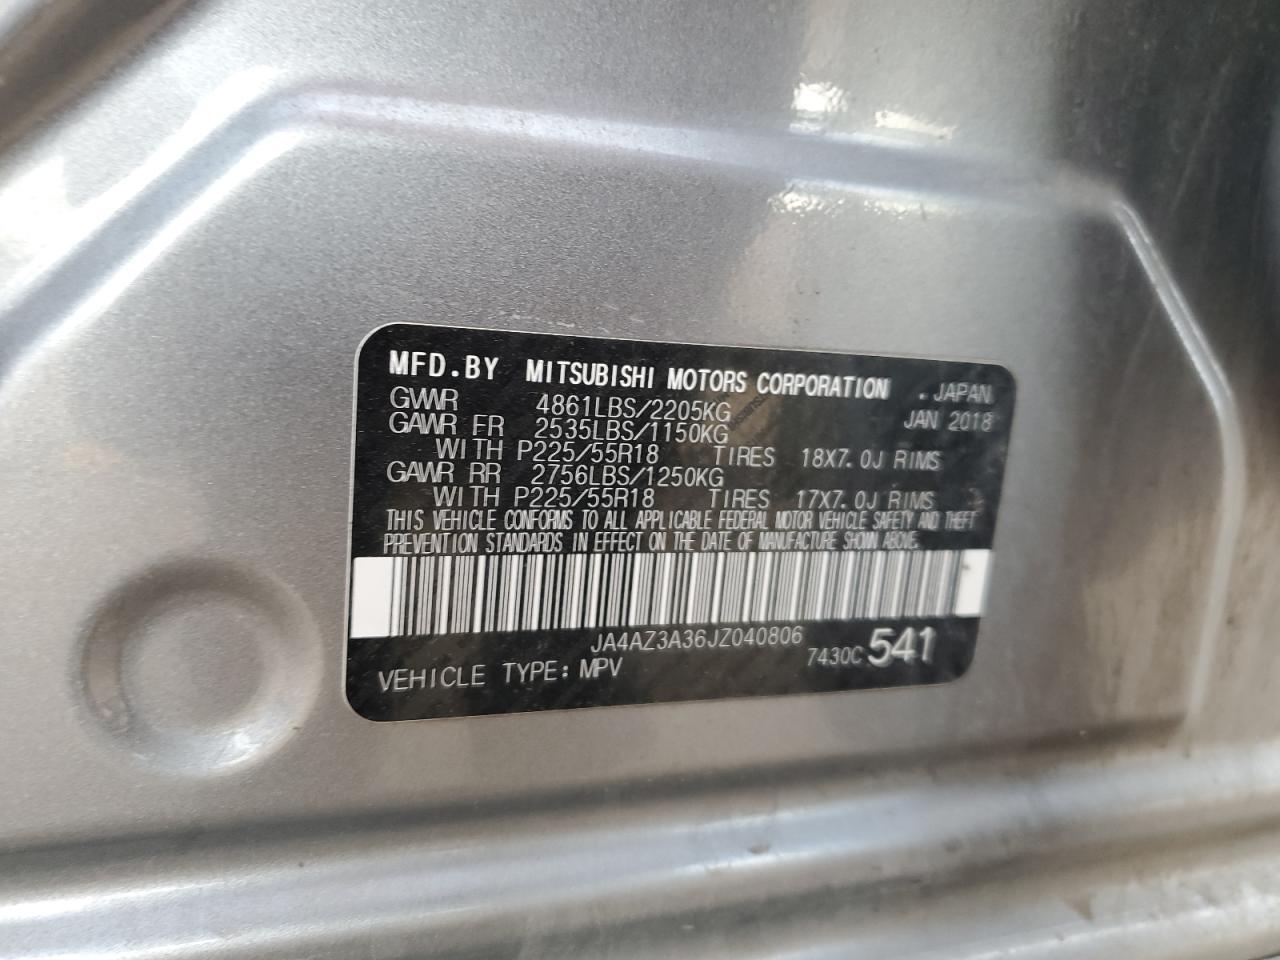 MFD.BY MITSUBISHI MOTORS CORPORATION . JAPAN
GVWR 4861LBS/2205KG JAN 2018
GAWR FR 2535LBS/1150KG
WITH P225/55R18 TIRES 18X7.0J RIMS
GAWR RR 2756LBS/1250KG
WITH P225/55R18 TIRES 17X7.0J RIMS
THIS VEHICLE CONFORMS TO ALL APPLICABLE FEDERAL MOTOR VEHICLE SAFETY AND THEFT
PREVENTION STANDARDS IN EFFECT ON THE DATE OF MANUFACTURE SHOWN ABOVE.
JA4AZ3A36JZ040806
VEHICLE TYPE: MPV 7430C 541